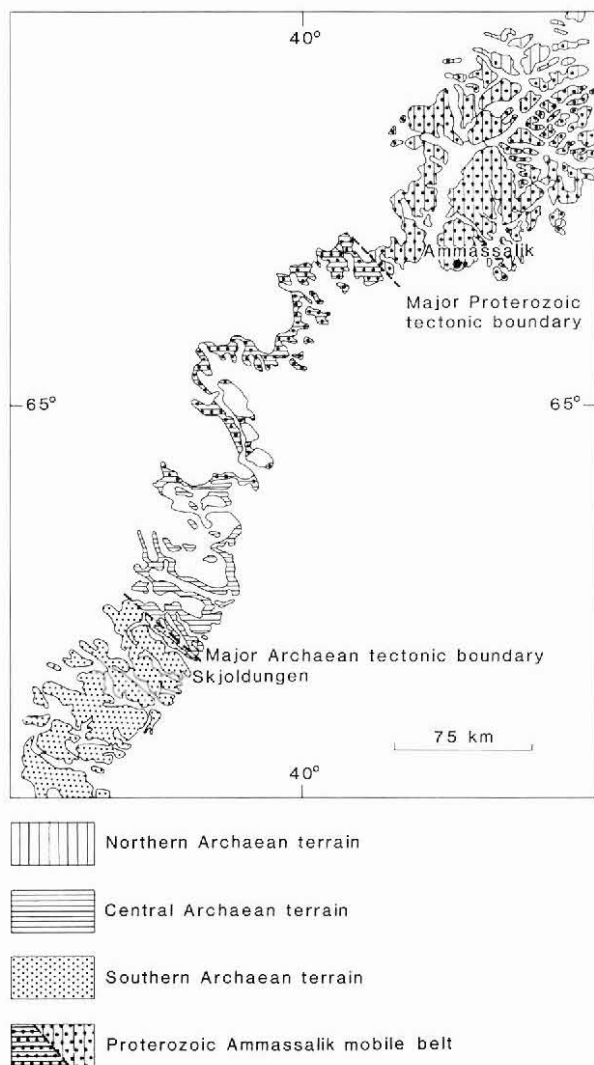 40°
Ammassalik
Major Proterozoic
tectonic boundary
65°
65°
Major Archaean tectonic boundary
Skjoldungen
75 km
40°
Northern Archaean terrain
Central Archaean terrain
Southern Archaean terrain
Proterozoic Ammassalik mobile belt